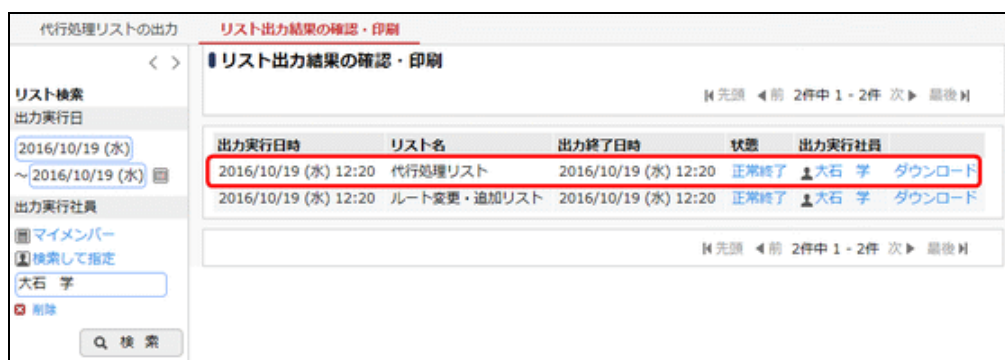 代行処理リストの出力 リスト出力結果の確認・印刷
リスト検索
出力実行日
2016/10/19 (水)
～2016/10/19 (水)
出力実行社員
マイメンバー
検索して指定
大石 学
削除
検 索
リスト出力結果の確認・印刷
先頭 前 2件中 1 - 2件 次 最後
出力実行日時 リスト名 出力終了日時 状態 出力実行社員
2016/10/19 (水) 12:20 代行処理リスト 2016/10/19 (水) 12:20 正常終了 大石 学 ダウンロード
2016/10/19 (水) 12:20 ルート変更・追加リスト 2016/10/19 (水) 12:20 正常終了 大石 学 ダウンロード
先頭 前 2件中 1 - 2件 次 最後